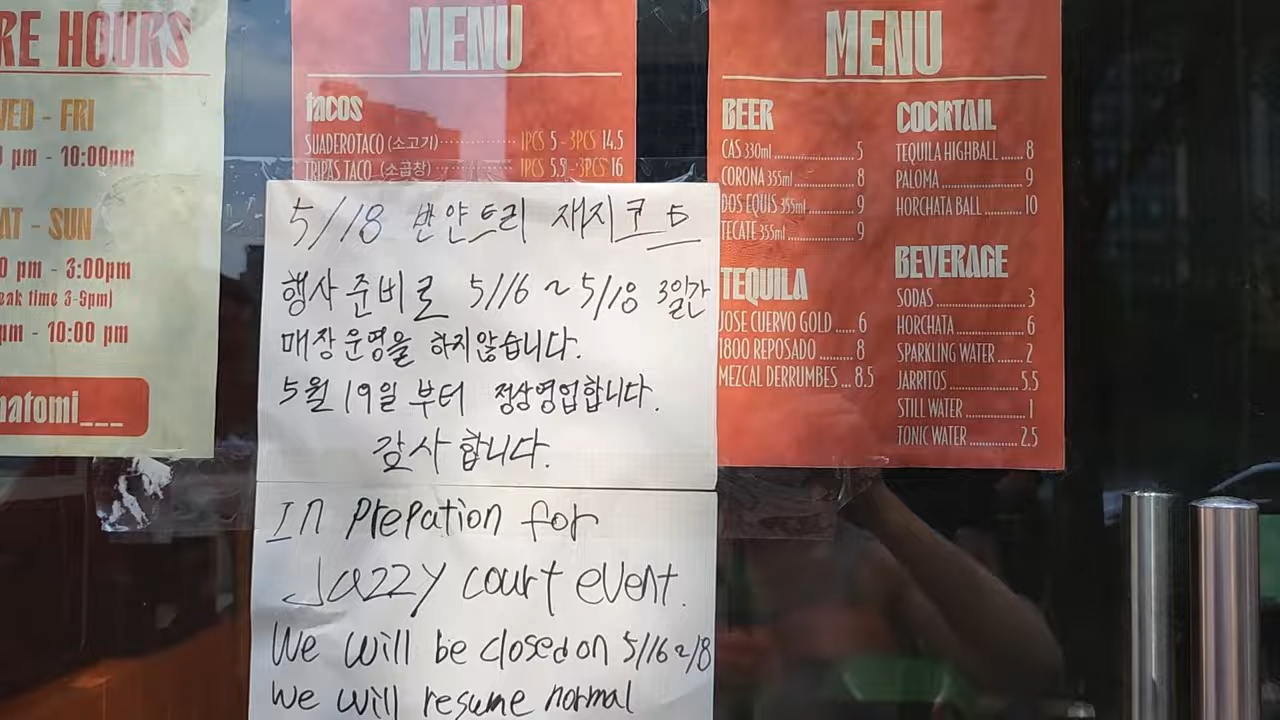 RE HOURS
ED - FRI
pm - 10:00pm
AT - SUN
0 pm - 3:00pm
eak time 3-5pm)
pm - 10:00 pm
natomi___
MENU
tacos
SUADEROTACO (소고기) 1PCS 5 - 3PCS 14.5
TRIPAS TACO (소곱창) 1PCS 5.5 - 3PCS 16
MENU
BEER
CAS 330ml 5
CORONA 355ml 8
DOS EQUIS 355ml 9
TECATE 355ml 9
TEQUILA
JOSE CUERVO GOLD 6
1800 REPOSADO 8
MEZCAL DERRUMBES 8.5
COCKTAIL
TEQUILA HIGHBALL 8
PALOMA 9
HORCHATA BALL 10
BEVERAGE
SODAS 3
HORCHATA 6
SPARKLING WATER 2
JARRITOS 5.5
STILL WATER 1
TONIC WATER 2.5
5/18 반얀트리 재지코트
행사준비로 5/16 ~ 5/18 3일간
매장운영을 하지않습니다.
5월 19일 부터 정상영업합니다.
감사합니다.
In Prepation for
Jazzy court event.
We will be closed on 5/16~18
We will resume normal